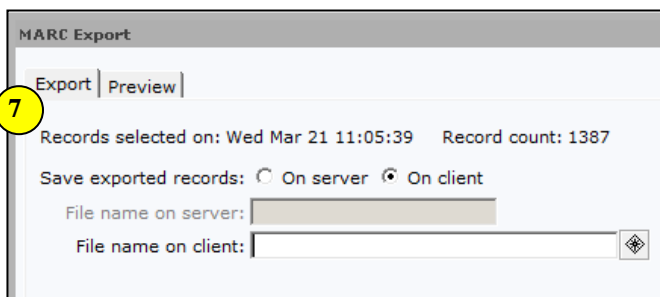 MARC Export
Export Preview
7
Records selected on: Wed Mar 21 11:05:39 Record count: 1387
Save exported records: On server On client
File name on server:
File name on client: